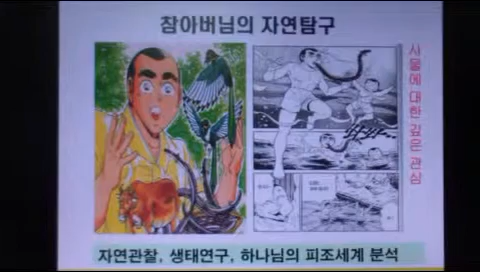 참아버님의 자연탐구
사물에 대한 깊은 관심
자연관찰, 생태연구, 하나님의 피조세계 분석